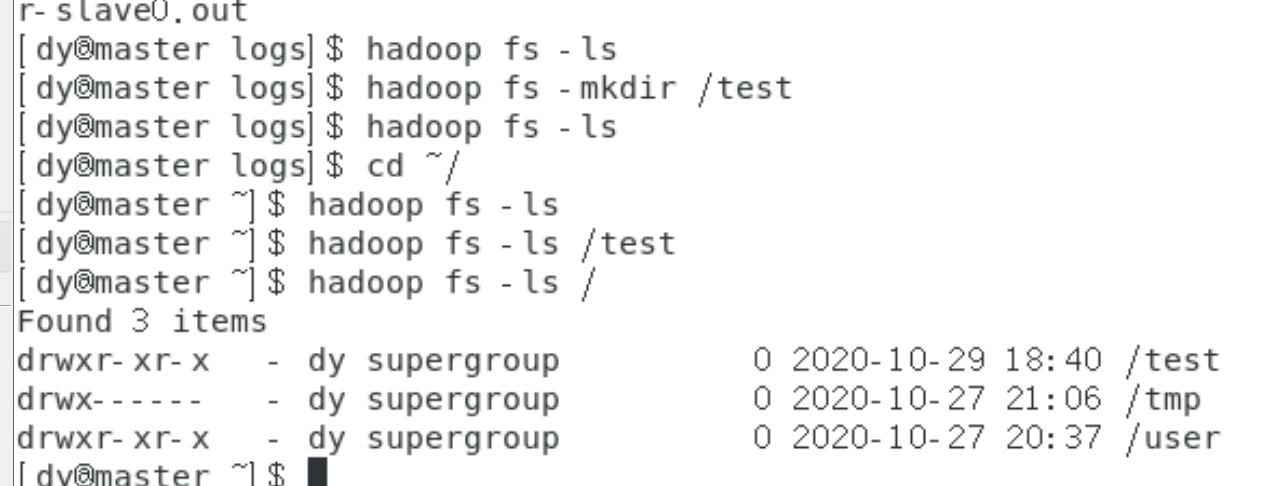 r-slave0.out
[dy@master logs]$ hadoop fs -ls
[dy@master logs]$ hadoop fs -mkdir /test
[dy@master logs]$ hadoop fs -ls
[dy@master logs]$ cd ~/
[dy@master ~]$ hadoop fs -ls
[dy@master ~]$ hadoop fs -ls /test
[dy@master ~]$ hadoop fs -ls /
Found 3 items
drwxr-xr-x   - dy supergroup          0 2020-10-29 18:40 /test
drwx------   - dy supergroup          0 2020-10-27 21:06 /tmp
drwxr-xr-x   - dy supergroup          0 2020-10-27 20:37 /user
[dy@master ~]$